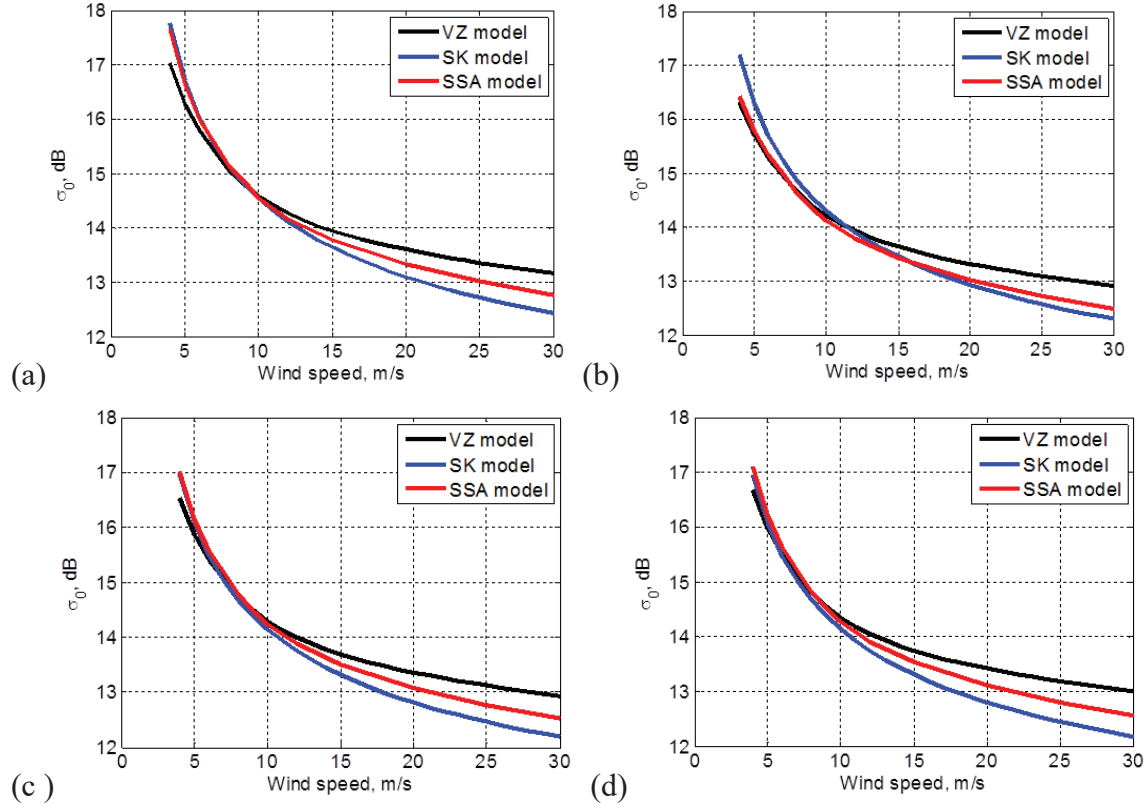 18
17
16
15
14
13
12
0 5 10 15 20 25 30
σ0, dB
Wind speed, m/s
VZ model
SK model
SSA model
(a)
18
17
16
15
14
13
12
0 5 10 15 20 25 30
σ0, dB
Wind speed, m/s
VZ model
SK model
SSA model
(b)
18
17
16
15
14
13
12
0 5 10 15 20 25 30
σ0, dB
Wind speed, m/s
VZ model
SK model
SSA model
(c )
18
17
16
15
14
13
12
0 5 10 15 20 25 30
σ0, dB
Wind speed, m/s
VZ model
SK model
SSA model
(d)